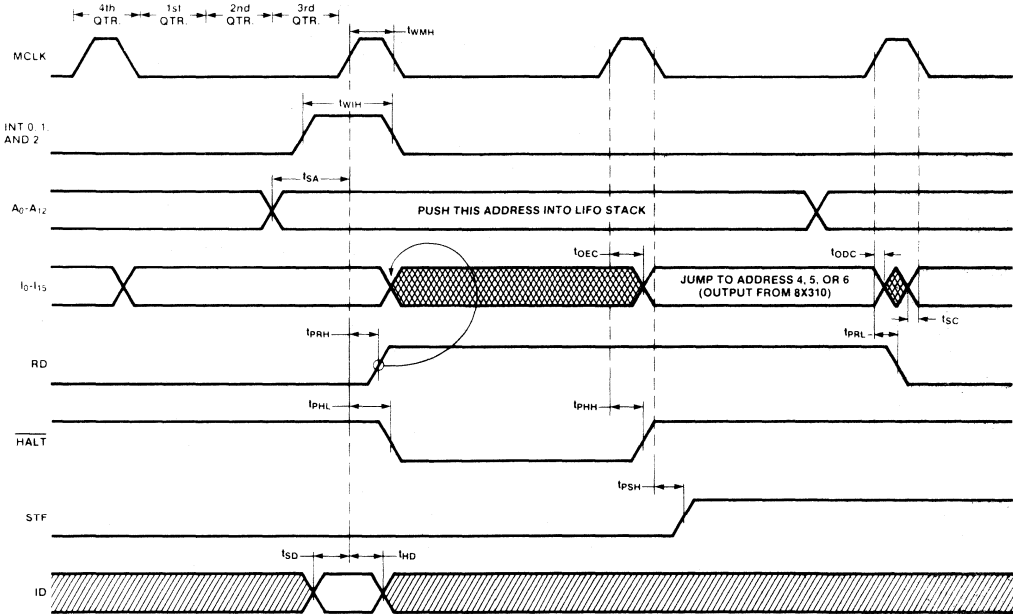 4th QTR.
1st QTR.
2nd QTR.
3rd QTR.
tWMH
MCLK
tWIH
INT 0, 1, AND 2
tSA
A0-A12
PUSH THIS ADDRESS INTO LIFO STACK
tOEC
tODC
I0-I15
JUMP TO ADDRESS 4, 5, OR 6
(OUTPUT FROM 8X310)
tSC
tPRH
tPRL
RD
tPHL
tPHH
HALT
tPSH
STF
tSD
tHD
ID